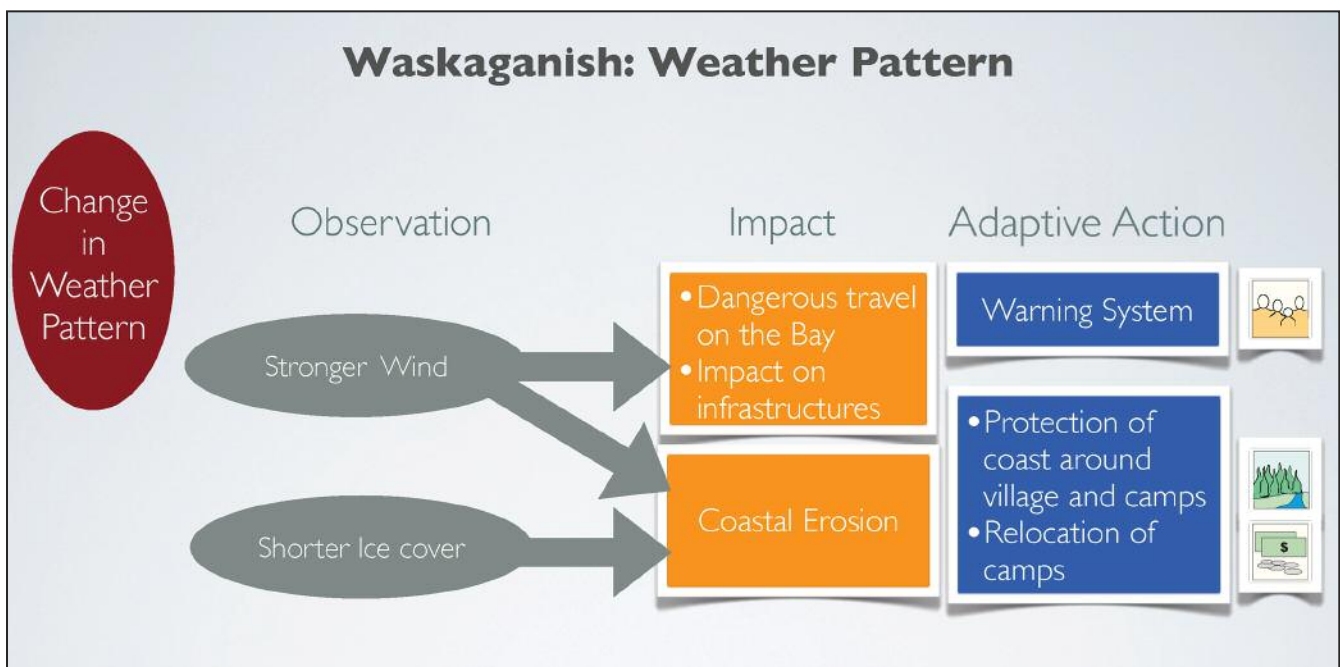 Waskaganish: Weather Pattern
Change
in
Weather
Pattern
Observation
Impact
Adaptive Action
Stronger Wind
Shorter Ice cover
•Dangerous travel
on the Bay
•Impact on
infrastructures
Coastal Erosion
Warning System
•Protection of
coast around
village and camps
•Relocation of
camps
$